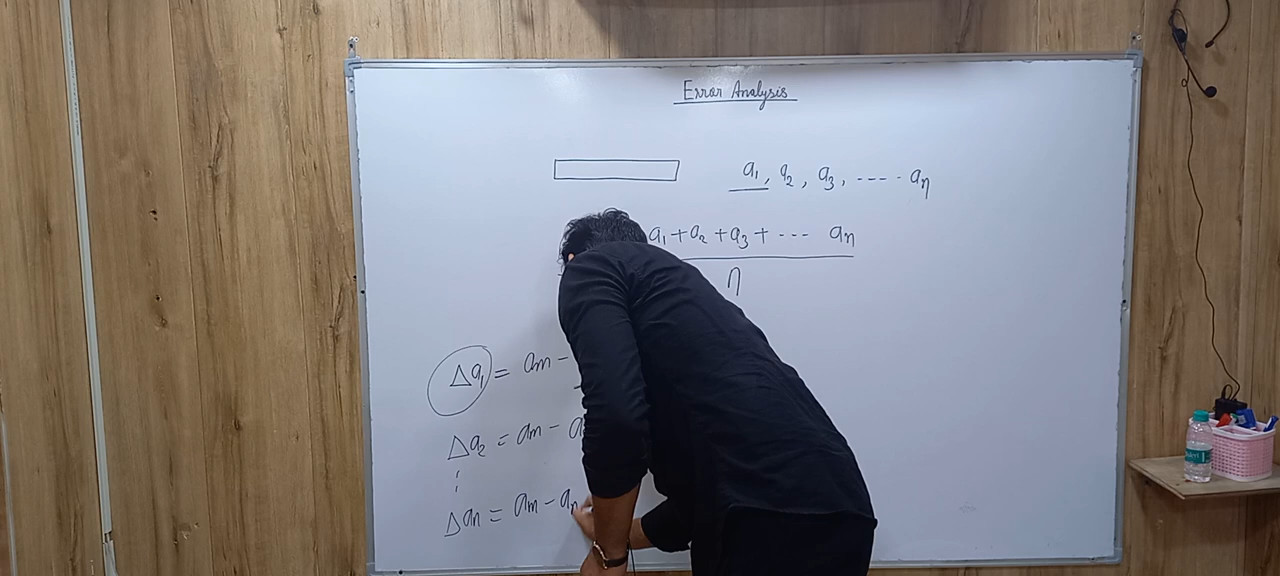 Error Analysis
a₁, a₂, a₃, ---- aₙ
a₁ + a₂ + a₃ + --- aₙ
n
Δa₁ = am -
Δa₂ = am - a
Δan = am - an